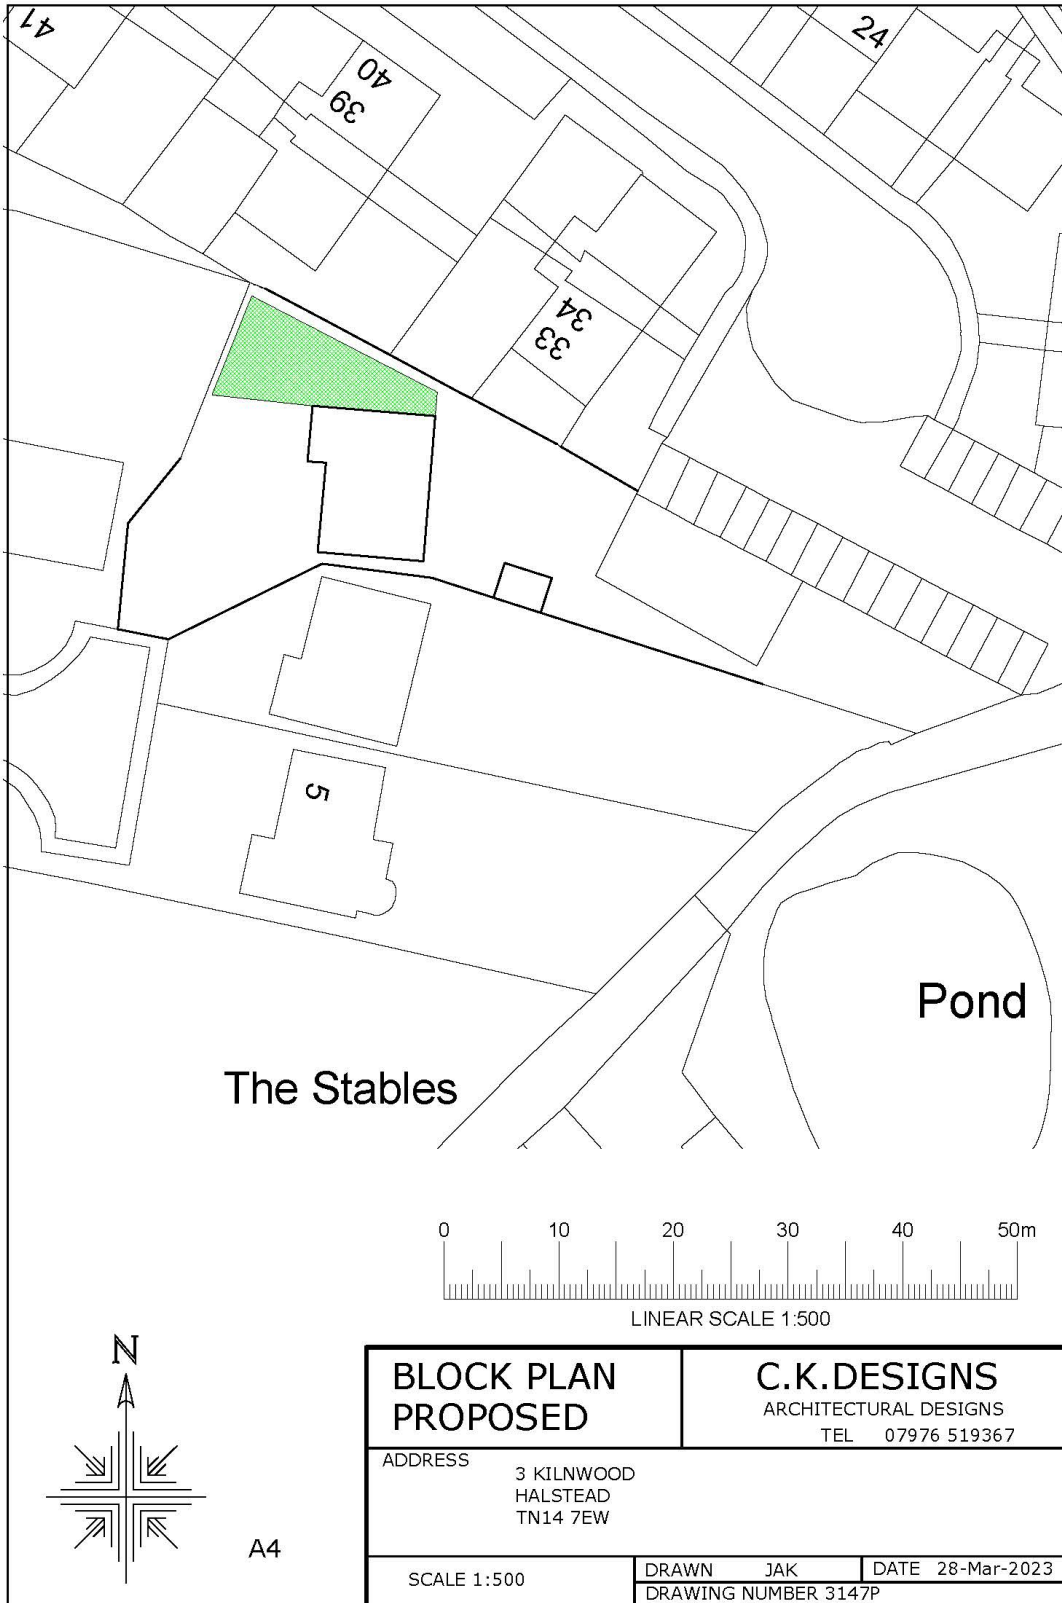 41
40
39
24
34
33
5
Pond
The Stables
0 10 20 30 40 50m
LINEAR SCALE 1:500
N
A4
BLOCK PLAN
PROPOSED
C.K.DESIGNS
ARCHITECTURAL DESIGNS
TEL 07976 519367
ADDRESS
3 KILNWOOD
HALSTEAD
TN14 7EW
SCALE 1:500
DRAWN JAK
DATE 28-Mar-2023
DRAWING NUMBER 3147P